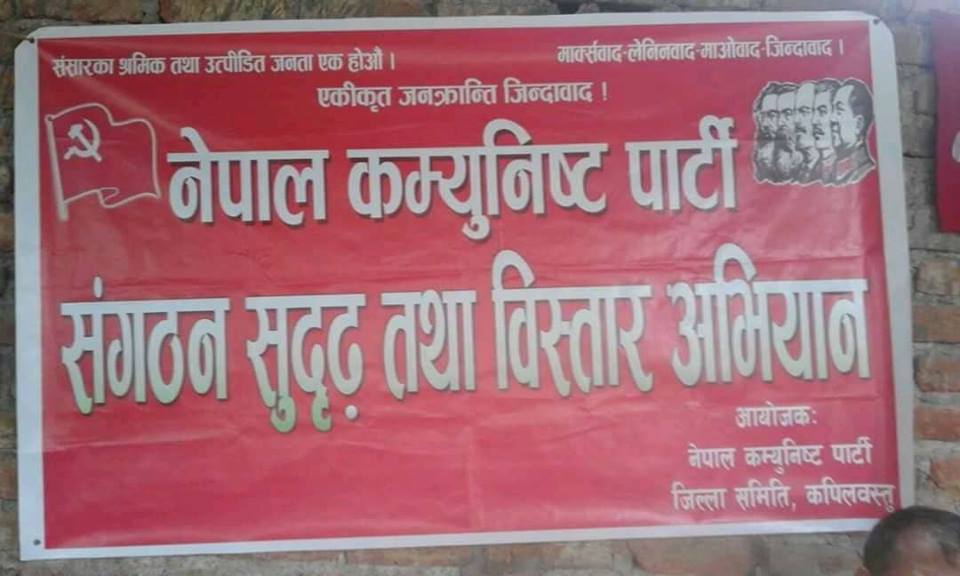 संसारका श्रमिक तथा उत्पीडित जनता एक होऔं ।
मार्क्सवाद-लेनिनवाद-माओवाद-जिन्दावाद ।
एकीकृत जनक्रान्ति जिन्दावाद !
नेपाल कम्युनिष्ट पार्टी
संगठन सुदृढ़ तथा विस्तार अभियान
आयोजकः
नेपाल कम्युनिष्ट पार्टी
जिल्ला समिति, कपिलवस्तु